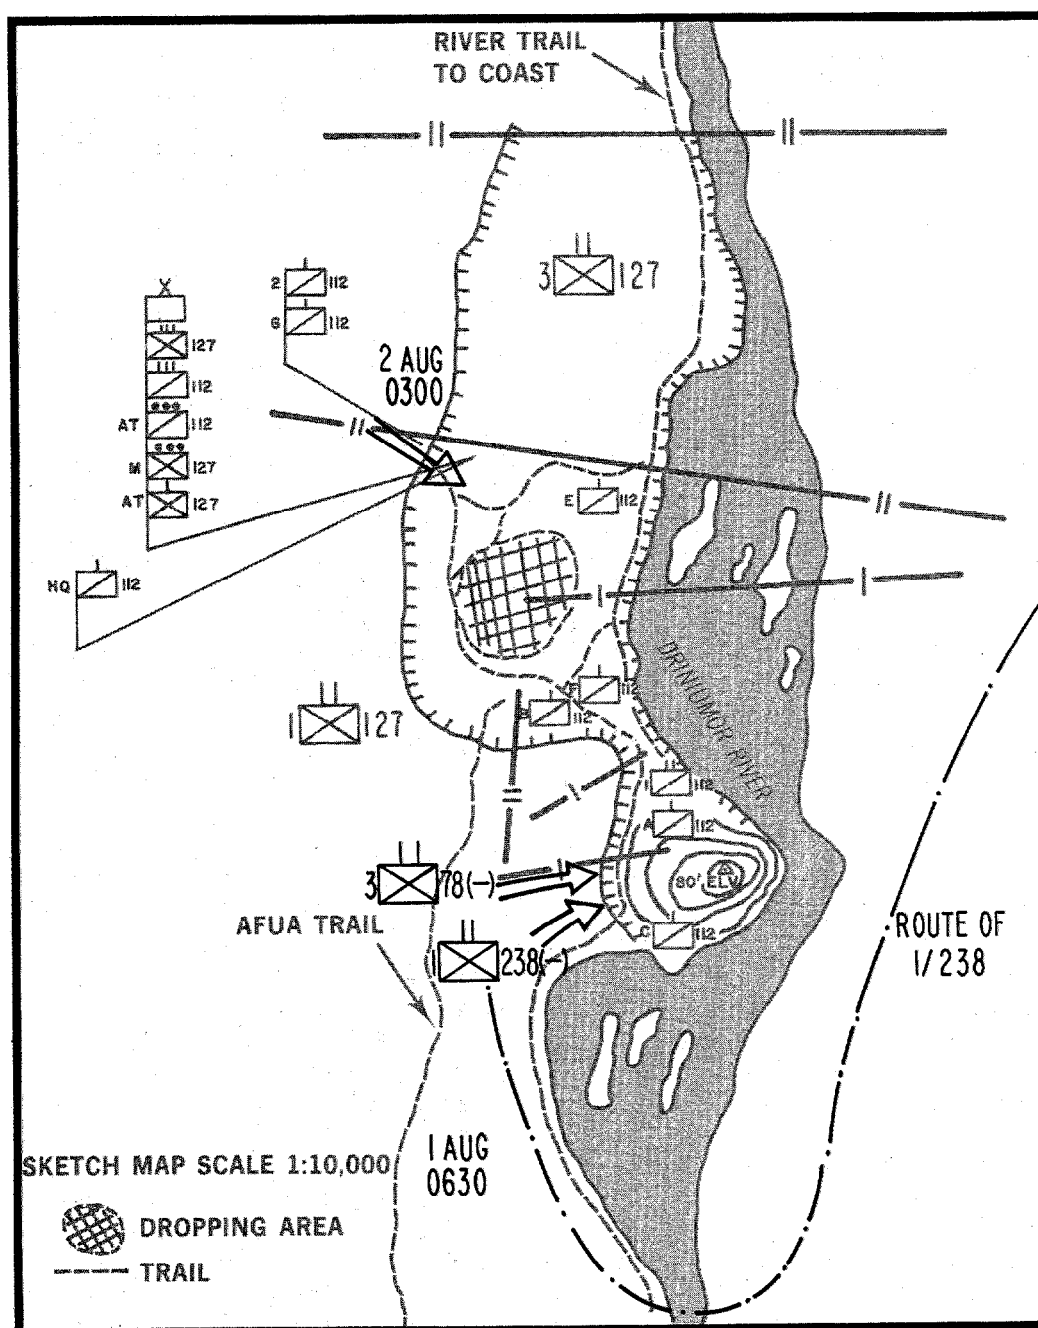 RIVER TRAIL
TO COAST
3 127
2 112
G 112
X
127
112
AT 112
M 127
AT 127
2 AUG
0300
E 112
HQ 112
DRINIUMOR RIVER
F 112
B 112
1 127
1 112
A 112
80' ELV
3 78(-)
C 112
AFUA TRAIL
1 238(-)
ROUTE OF
1/238
1 AUG
0630
SKETCH MAP SCALE 1:10,000
DROPPING AREA
TRAIL